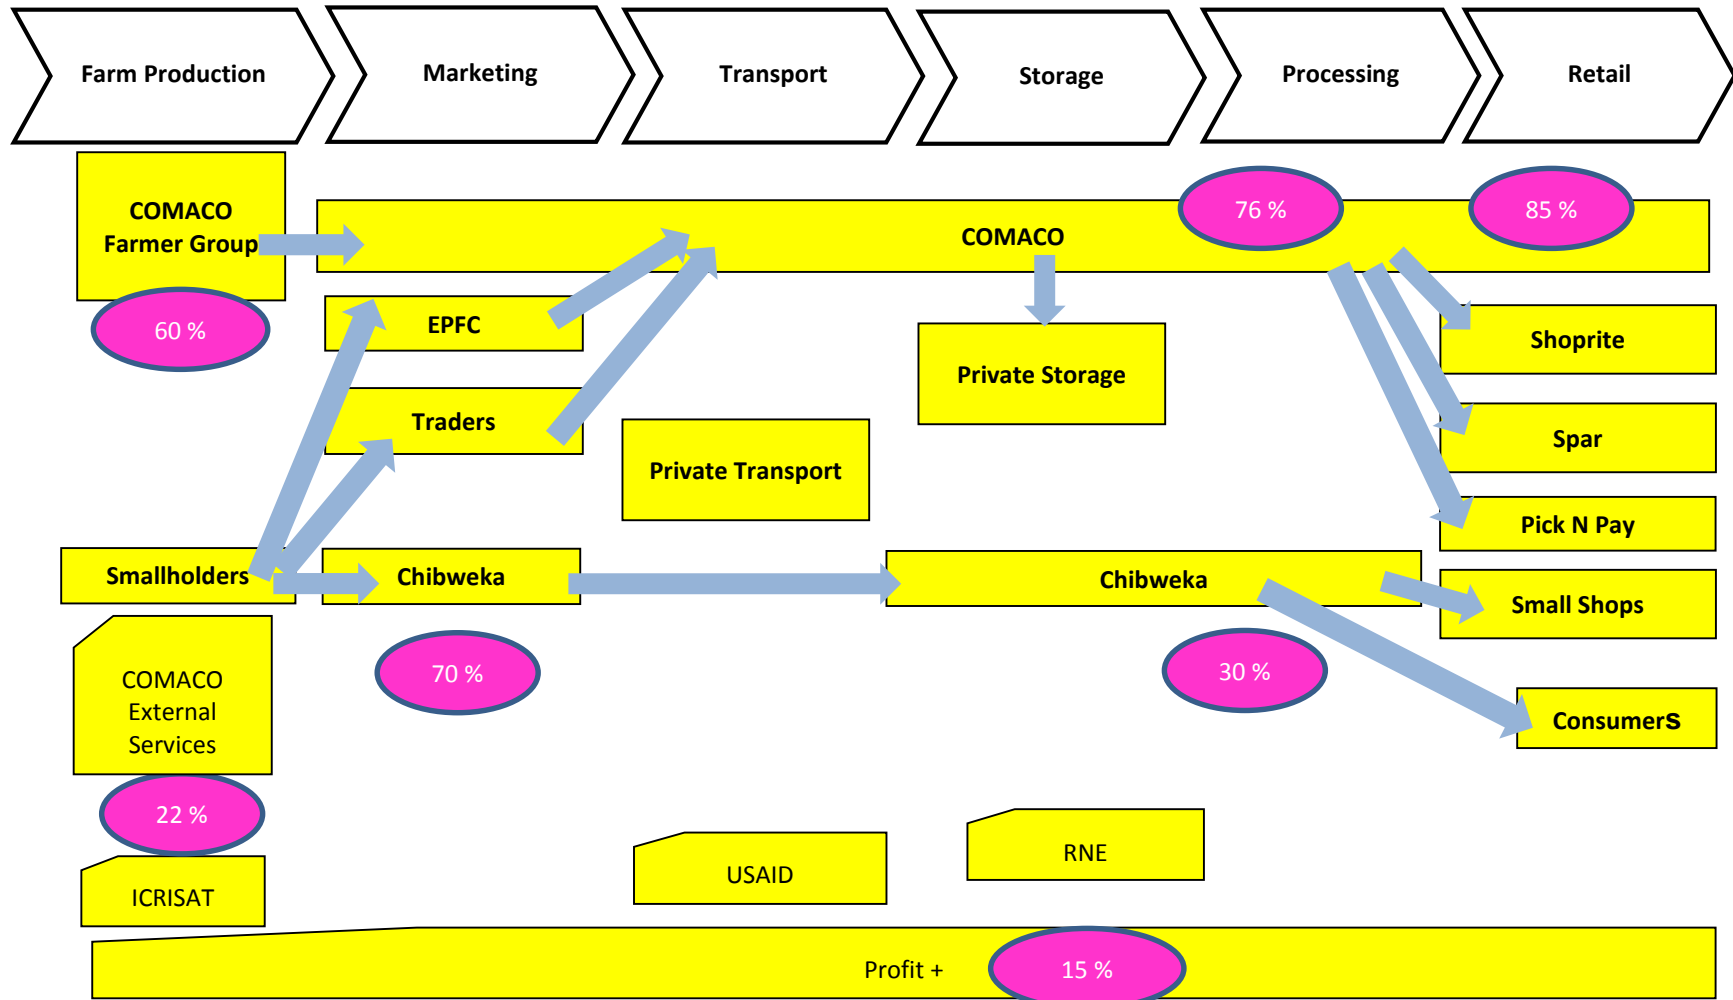 Farm Production
Marketing
Transport
Storage
Processing
Retail
COMACO
Farmer Group
60 %
COMACO
76 %
85 %
EPFC
Traders
Private Transport
Private Storage
Shoprite
Spar
Pick N Pay
Smallholders
Chibweka
Chibweka
Small Shops
70 %
30 %
Consumers
COMACO
External
Services
22 %
ICRISAT
USAID
RNE
Profit +
15 %